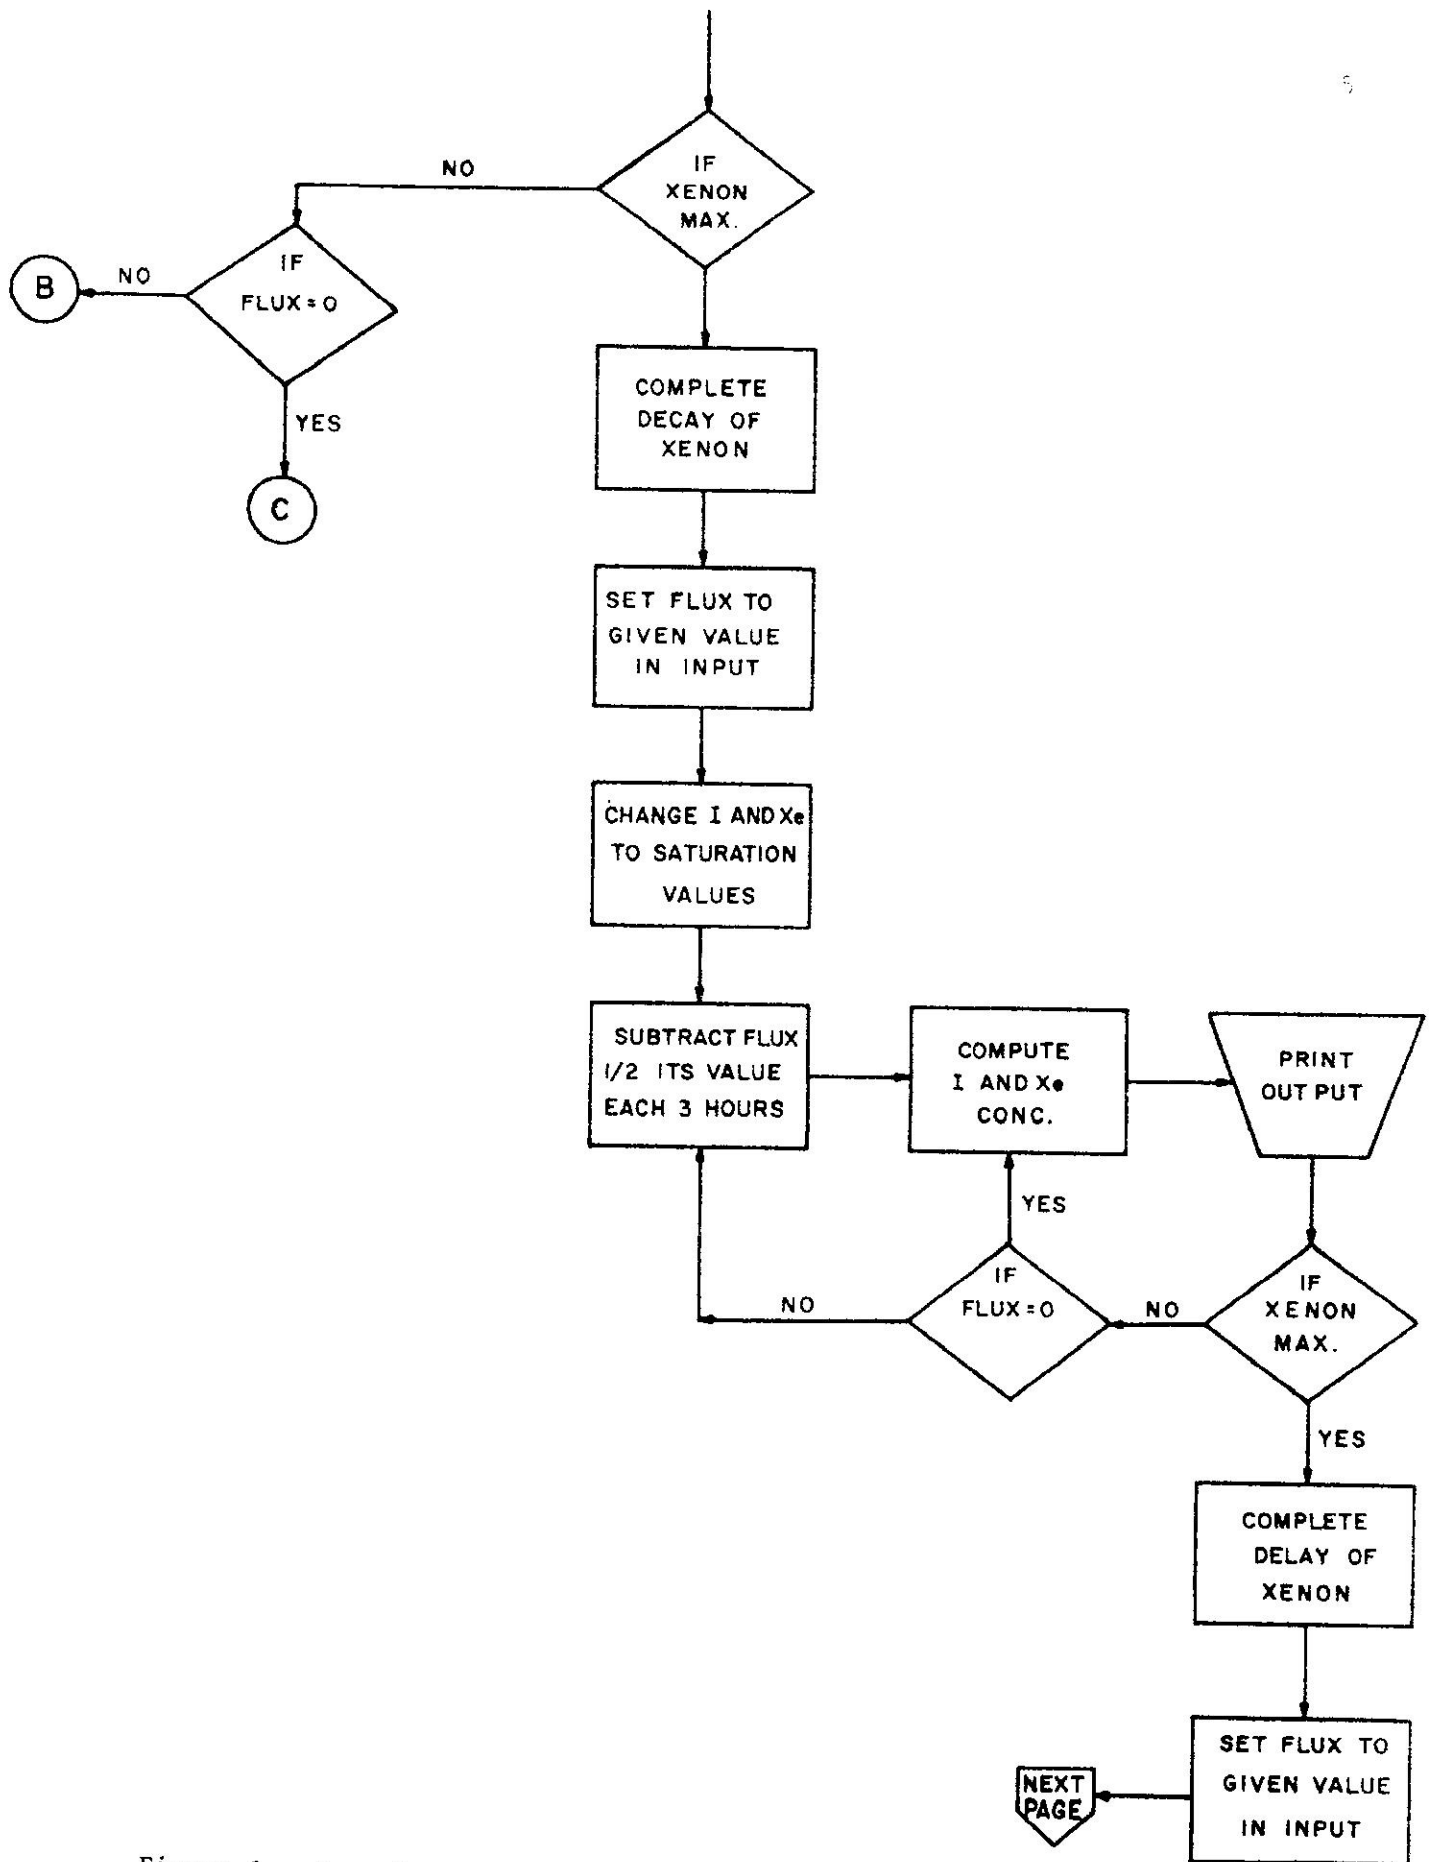 IF
XENON
MAX.
NO
IF
FLUX = 0
NO
B
YES
C
COMPLETE
DECAY OF
XENON
SET FLUX TO
GIVEN VALUE
IN INPUT
CHANGE I AND Xe
TO SATURATION
VALUES
SUBTRACT FLUX
1/2 ITS VALUE
EACH 3 HOURS
COMPUTE
I AND Xe
CONC.
PRINT
OUT PUT
YES
IF
FLUX = 0
NO
NO
IF
XENON
MAX.
YES
COMPLETE
DELAY OF
XENON
SET FLUX TO
GIVEN VALUE
IN INPUT
NEXT
PAGE